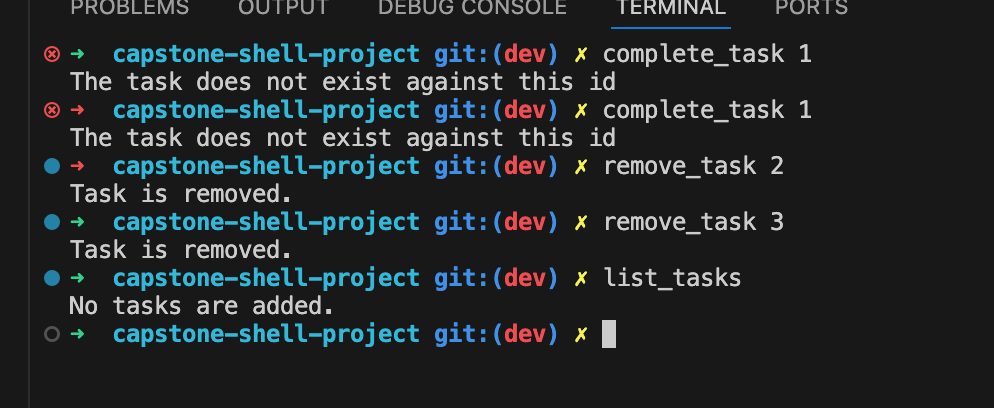 PROBLEMS OUTPUT DEBUG CONSOLE TERMINAL PORTS
➜ capstone-shell-project git:(dev) ✗ complete_task 1
The task does not exist against this id
➜ capstone-shell-project git:(dev) ✗ complete_task 1
The task does not exist against this id
➜ capstone-shell-project git:(dev) ✗ remove_task 2
Task is removed.
➜ capstone-shell-project git:(dev) ✗ remove_task 3
Task is removed.
➜ capstone-shell-project git:(dev) ✗ list_tasks
No tasks are added.
➜ capstone-shell-project git:(dev) ✗